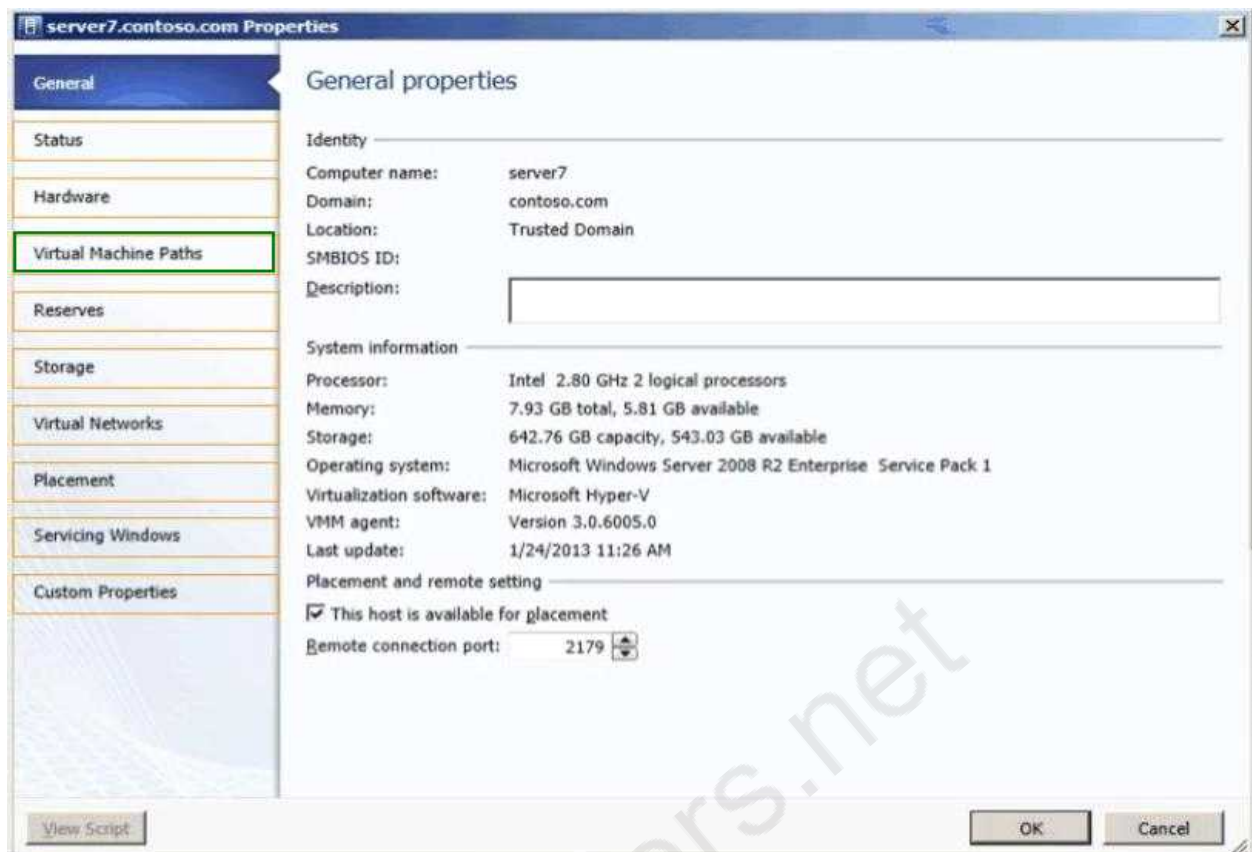 server7.contoso.com Properties
General
Status
Hardware
Virtual Machine Paths
Reserves
Storage
Virtual Networks
Placement
Servicing Windows
Custom Properties
General properties
Identity
Computer name: server7
Domain: contoso.com
Location: Trusted Domain
SMBIOS ID:
Description:
System information
Processor: Intel 2.80 GHz 2 logical processors
Memory: 7.93 GB total, 5.81 GB available
Storage: 642.76 GB capacity, 543.03 GB available
Operating system: Microsoft Windows Server 2008 R2 Enterprise Service Pack 1
Virtualization software: Microsoft Hyper-V
VMM agent: Version 3.0.6005.0
Last update: 1/24/2013 11:26 AM
Placement and remote setting
This host is available for placement
Remote connection port: 2179
View Script
OK Cancel
ers.net